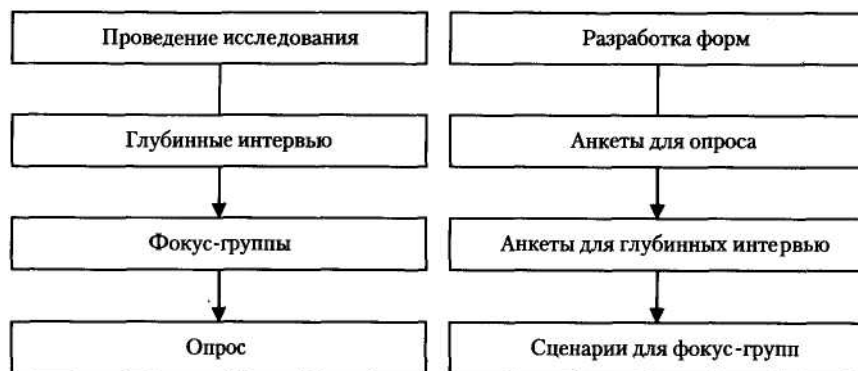 Проведение исследования
Глубинные интервью
Фокус-группы
Опрос
Разработка форм
Анкеты для опроса
Анкеты для глубинных интервью
Сценарии для фокус-групп